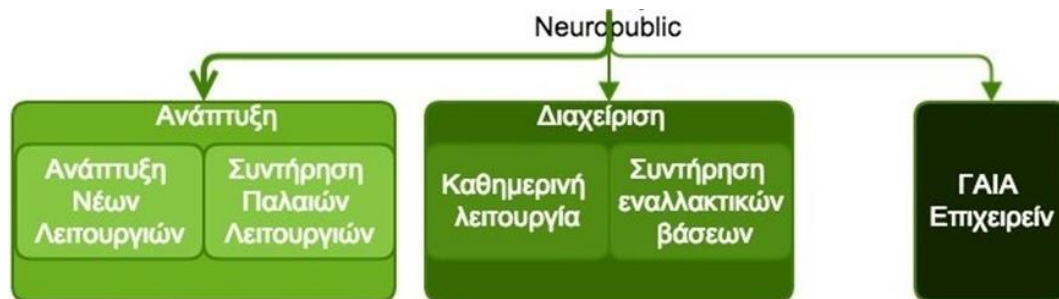 Neuropublic
Ανάπτυξη
Ανάπτυξη
Νέων
Λειτουργιών
Συντήρηση
Παλαιών
Λειτουργιών
Διαχείριση
Καθημερινή
λειτουργία
Συντήρηση
εναλλακτικών
βάσεων
ΓΑΙΑ
Επιχειρείν